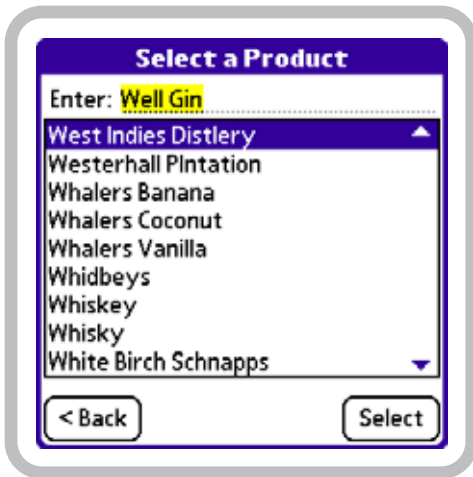 Select a Product
Enter: Well Gin
West Indies Distlery
Westerhall Plntation
Whalers Banana
Whalers Coconut
Whalers Vanilla
Whidbeys
Whiskey
Whisky
White Birch Schnapps
< Back
Select